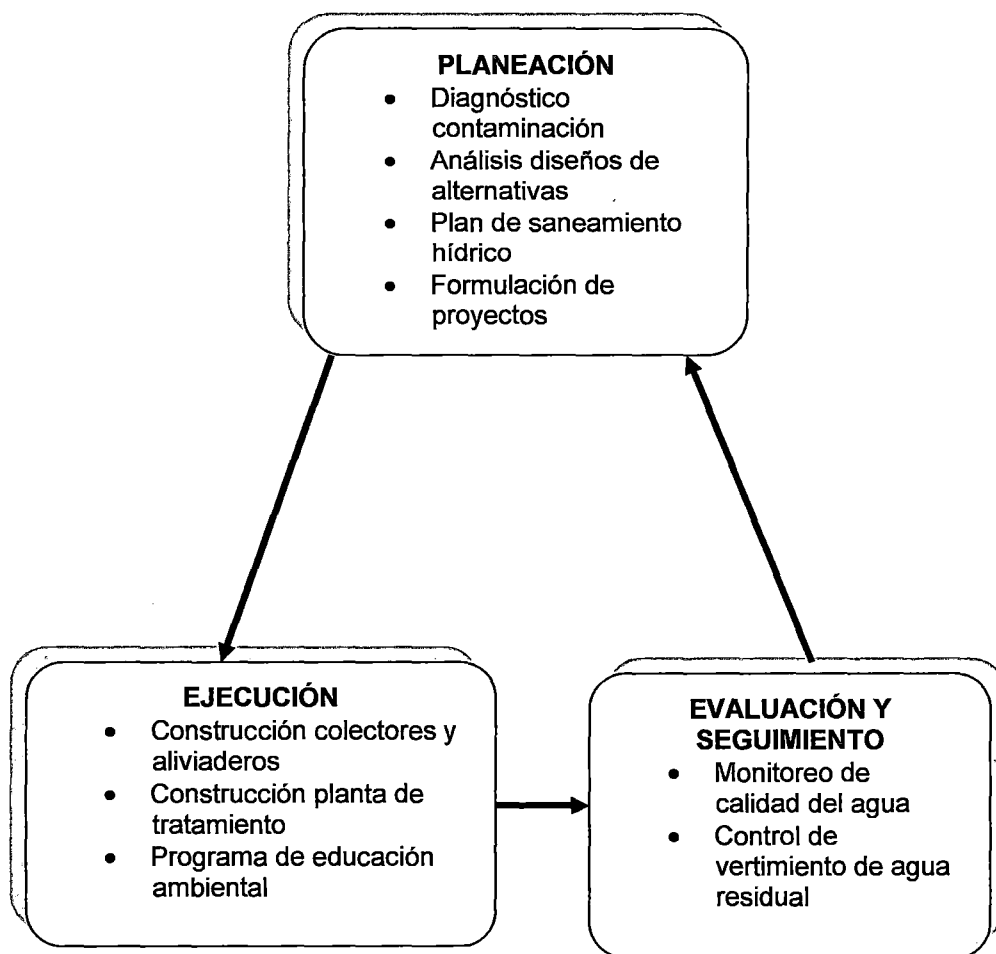 PLANEACIÓN
• Diagnóstico
contaminación
• Análisis diseños de
alternativas
• Plan de saneamiento
hídrico
• Formulación de
proyectos
EJECUCIÓN
• Construcción colectores y
aliviaderos
• Construcción planta de
tratamiento
• Programa de educación
ambiental
EVALUACIÓN Y
SEGUIMIENTO
• Monitoreo de
calidad del agua
• Control de
vertimiento de agua
residual